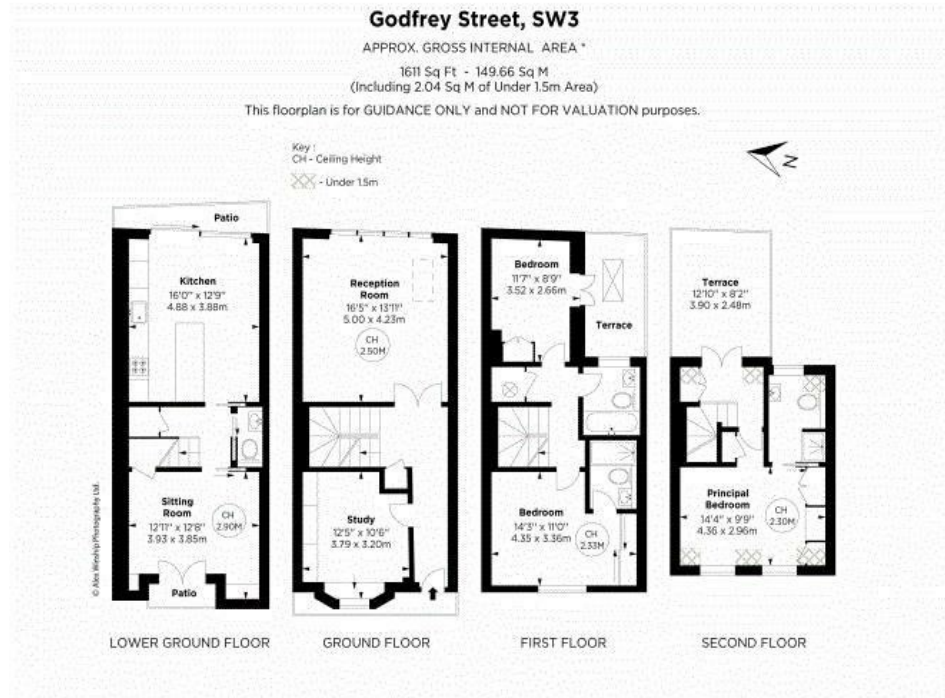 Godfrey Street, SW3
APPROX. GROSS INTERNAL AREA *
1611 Sq Ft - 149.66 Sq M
(Including 2.04 Sq M of Under 1.5m Area)
This floorplan is for GUIDANCE ONLY and NOT FOR VALUATION purposes.
Key :
CH - Ceiling Height
- Under 1.5m
N
Patio
Kitchen
16'0" x 12'9"
4.88 x 3.88m
Sitting
Room
12'11" x 12'8"
3.93 x 3.85m
CH
2.90M
Patio
LOWER GROUND FLOOR
Reception
Room
16'5" x 13'11"
5.00 x 4.23m
CH
2.50M
Study
12'5" x 10'6"
3.79 x 3.20m
GROUND FLOOR
Bedroom
11'7" x 8'9"
3.52 x 2.66m
Terrace
Bedroom
14'3" x 11'0"
4.35 x 3.36m
CH
2.33M
FIRST FLOOR
Terrace
12'10" x 8'2"
3.90 x 2.48m
Principal
Bedroom
14'4" x 9'9"
4.36 x 2.96m
CH
2.30M
SECOND FLOOR
© Alex Winship Photography Ltd.